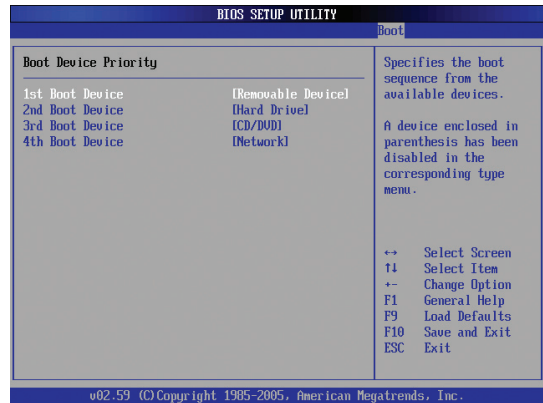 BIOS SETUP UTILITY
Boot
Boot Device Priority
1st Boot Device [Removable Device]
2nd Boot Device [Hard Drive]
3rd Boot Device [CD/DVD]
4th Boot Device [Network]
Specifies the boot
sequence from the
available devices.
A device enclosed in
parenthesis has been
disabled in the
corresponding type
menu.
↔ Select Screen
↑↓ Select Item
+- Change Option
F1 General Help
F9 Load Defaults
F10 Save and Exit
ESC Exit
v02.59 (C)Copyright 1985-2005, American Megatrends, Inc.